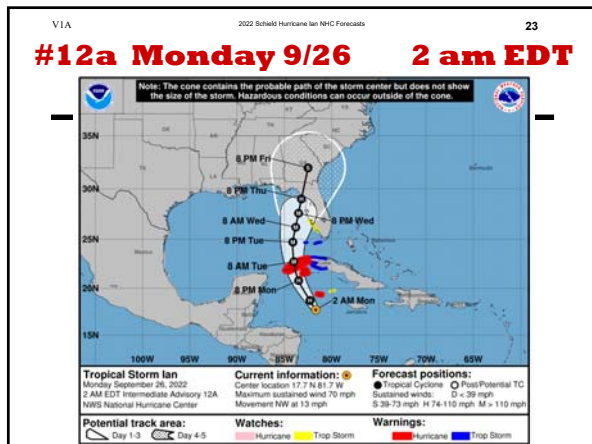 V1A
2022 Schield Hurricane Ian NHC Forecasts
23
#12a Monday 9/26 2 am EDT
Note: The cone contains the probable path of the storm center but does not show
the size of the storm. Hazardous conditions can occur outside of the cone.
35N
30N
25N
20N
15N
8 PM Fri
8 PM Thu
8 AM Wed
8 PM Wed
8 PM Tue
8 AM Tue
8 PM Mon
2 AM Mon
Mexico
Bermuda
Jamaica
100W 95W 90W 85W 80W 75W 70W 65W
Tropical Storm Ian
Monday September 26, 2022
2 AM EDT Intermediate Advisory 12A
NWS National Hurricane Center
Current information:
Center location 17.7 N 81.7 W
Maximum sustained wind 70 mph
Movement NW at 13 mph
Forecast positions:
Tropical Cyclone Post/Potential TC
Sustained winds: D < 39 mph
S 39-73 mph H 74-110 mph M > 110 mph
Potential track area:
Day 1-3 Day 4-5
Watches:
Hurricane Trop Storm
Warnings:
Hurricane Trop Storm